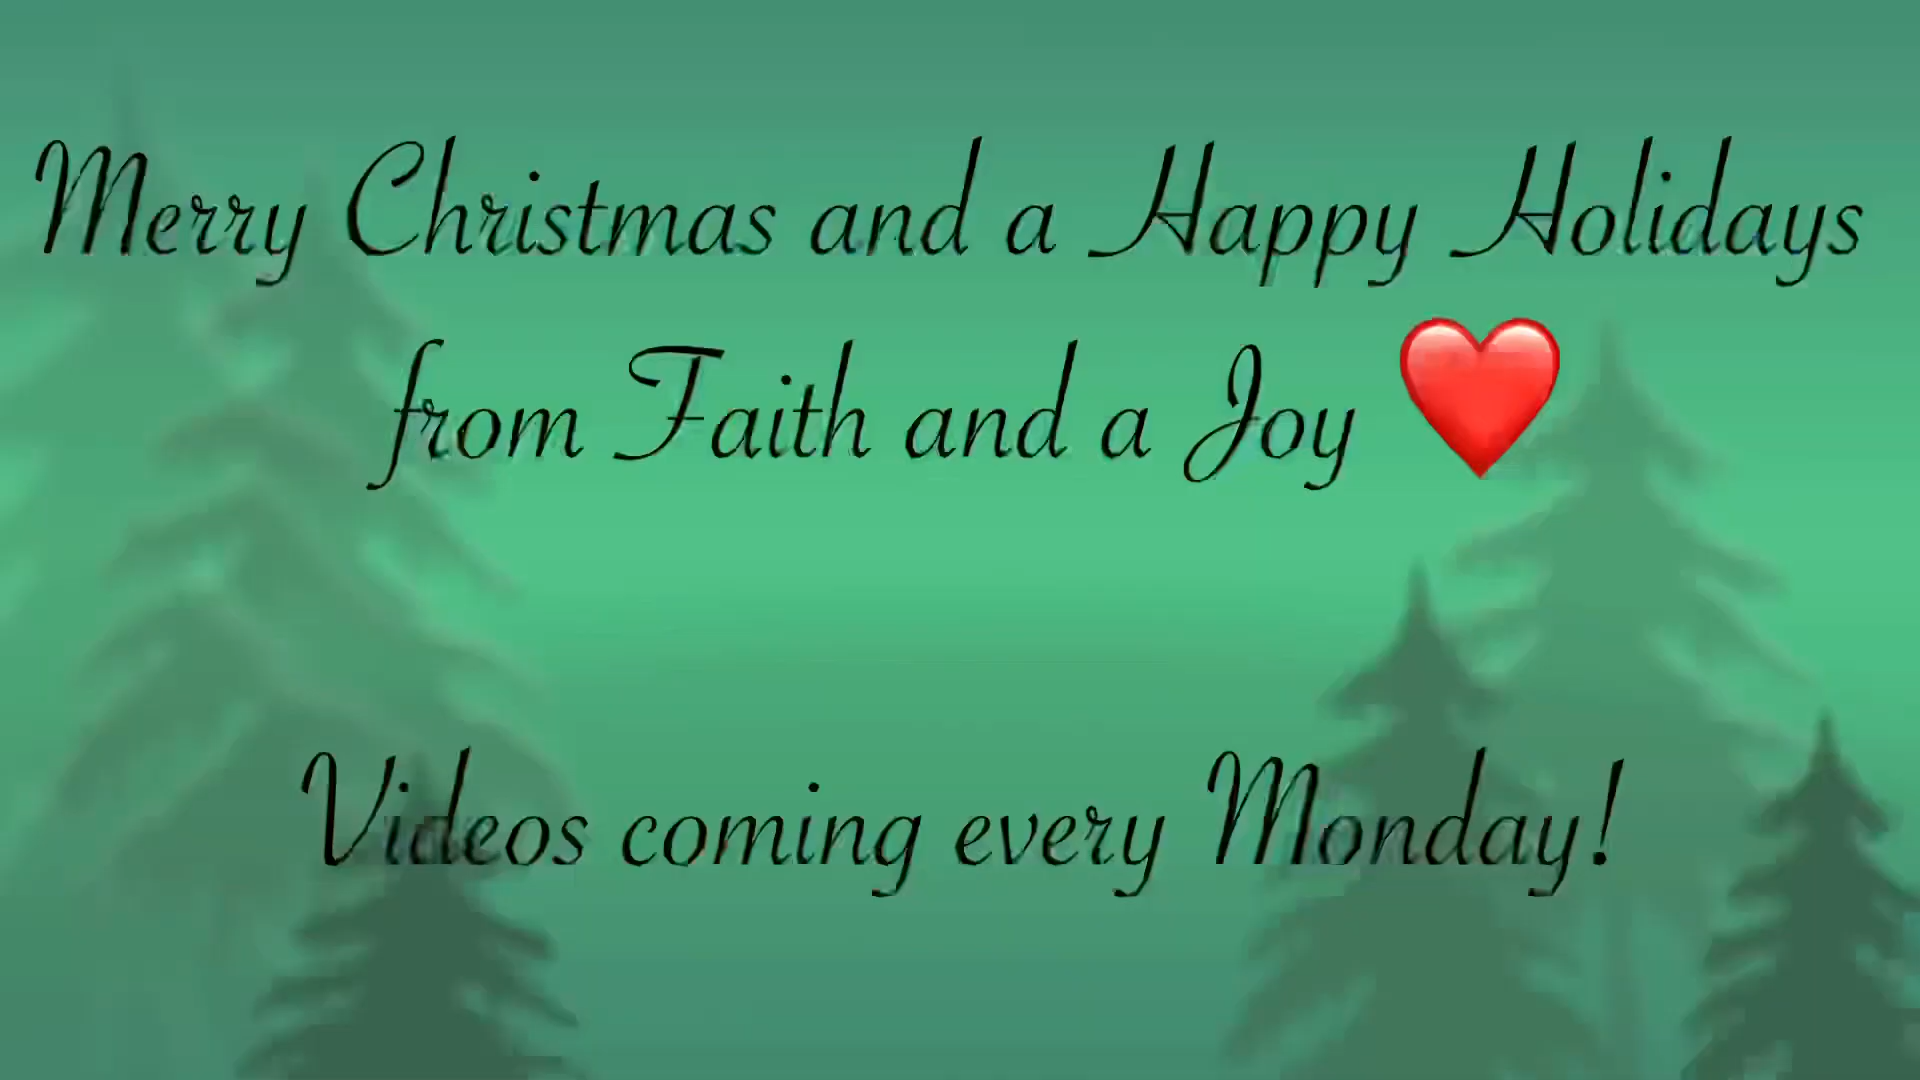 Merry Christmas and a Happy Holidays
from Faith and a Joy ❤️
Videos coming every Monday!